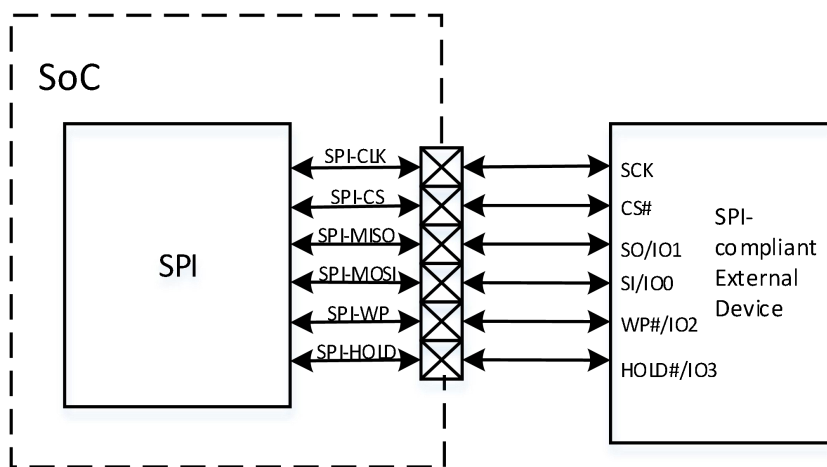 SoC
SPI
SPI-CLK
SPI-CS
SPI-MISO
SPI-MOSI
SPI-WP
SPI-HOLD
SCK
CS#
SO/IO1
SI/IO0
WP#/IO2
HOLD#/IO3
SPI-
compliant
External
Device